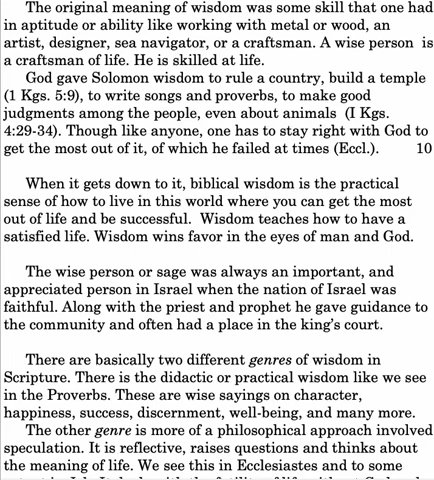 The original meaning of wisdom was some skill that one had
in aptitude or ability like working with metal or wood, an
artist, designer, sea navigator, or a craftsman. A wise person is
a craftsman of life. He is skilled at life.
God gave Solomon wisdom to rule a country, build a temple
(1 Kgs. 5:9), to write songs and proverbs, to make good
judgments among the people, even about animals (I Kgs.
4:29-34). Though like anyone, one has to stay right with God to
get the most out of it, of which he failed at times (Eccl.). 10
When it gets down to it, biblical wisdom is the practical
sense of how to live in this world where you can get the most
out of life and be successful. Wisdom teaches how to have a
satisfied life. Wisdom wins favor in the eyes of man and God.
The wise person or sage was always an important, and
appreciated person in Israel when the nation of Israel was
faithful. Along with the priest and prophet he gave guidance to
the community and often had a place in the king's court.
There are basically two different genres of wisdom in
Scripture. There is the didactic or practical wisdom like we see
in the Proverbs. These are wise sayings on character,
happiness, success, discernment, well-being, and many more.
The other genre is more of a philosophical approach involved
speculation. It is reflective, raises questions and thinks about
the meaning of life. We see this in Ecclesiastes and to some